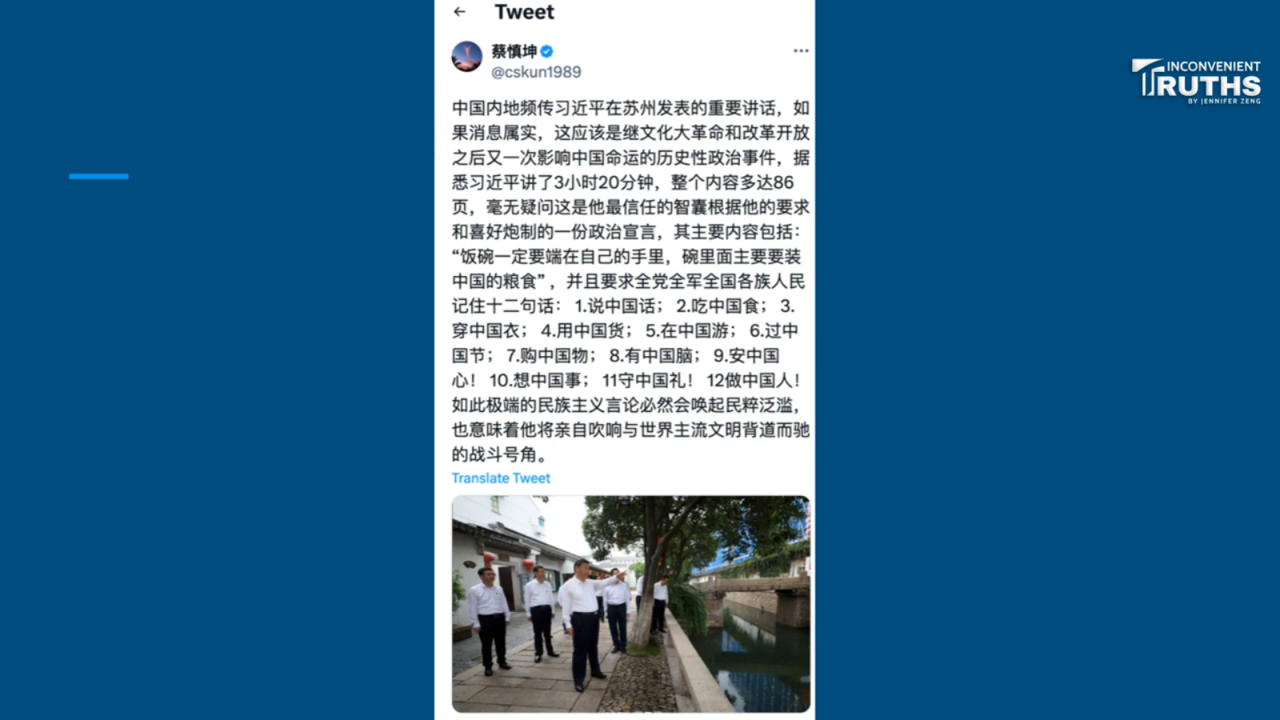 ← Tweet
蔡慎坤
@cskun1989
中国内地频传习近平在苏州发表的重要讲话，如
果消息属实，这应该是继文化大革命和改革开放
之后又一次影响中国命运的历史性政治事件，据
悉习近平讲了3小时20分钟，整个内容多达86
页，毫无疑问这是他最信任的智囊根据他的要求
和喜好炮制的一份政治宣言，其主要内容包括：
“饭碗一定要端在自己的手里，碗里面主要要装
中国的粮食”，并且要求全党全军全国各族人民
记住十二句话： 1.说中国话； 2.吃中国食； 3.
穿中国衣； 4.用中国货； 5.在中国游； 6.过中
国节； 7.购中国物； 8.有中国脑； 9.安中国
心！ 10.想中国事； 11守中国礼！ 12做中国人！
如此极端的民族主义言论必然会唤起民粹泛滥，
也意味着他将亲自吹响与世界主流文明背道而驰
的战斗号角。
Translate Tweet
INCONVENIENT
TRUTHS
BY JENNIFER ZENG